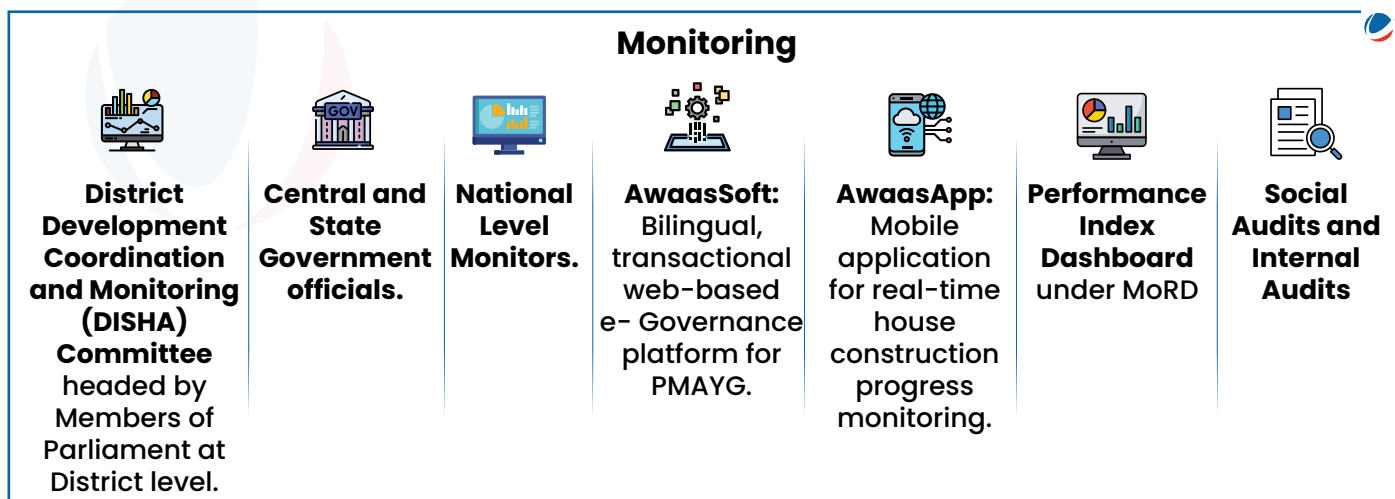 Monitoring
GOV
District
Development
Coordination
and Monitoring
(DISHA)
Committee
headed by
Members of
Parliament at
District level.
Central and
State
Government
officials.
National
Level
Monitors.
AwaasSoft:
Bilingual,
transactional
web-based
e- Governance
platform for
PMAYG.
AwaasApp:
Mobile
application
for real-time
house
construction
progress
monitoring.
Performance
Index
Dashboard
under MoRD
Social
Audits and
Internal
Audits